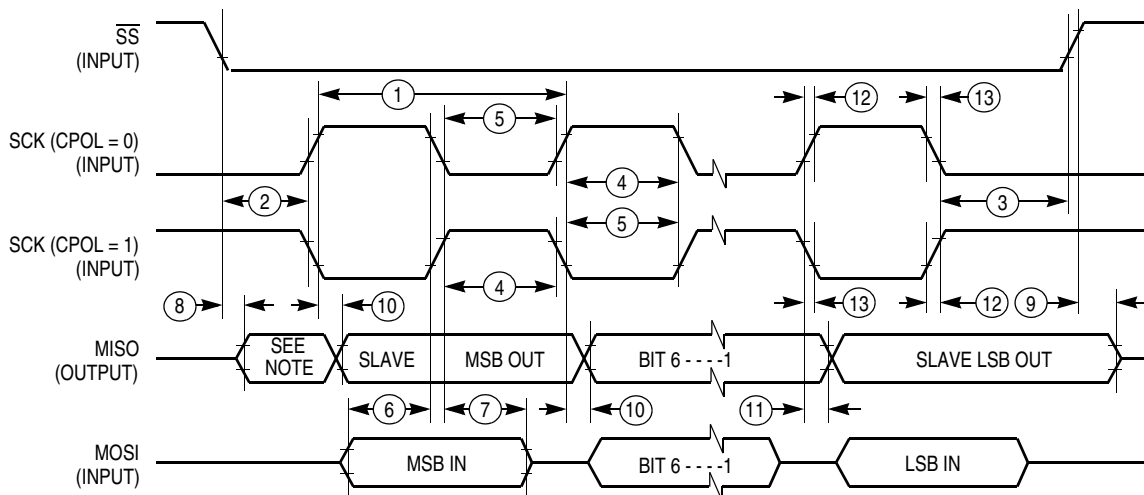 SS
(INPUT)
1
12
13
5
SCK (CPOL = 0)
(INPUT)
4
2
3
5
SCK (CPOL = 1)
(INPUT)
4
8
10
13
12
9
MISO
(OUTPUT)
SEE
NOTE
SLAVE
MSB OUT
BIT 6 - - - -1
SLAVE LSB OUT
6
7
10
11
MOSI
(INPUT)
MSB IN
BIT 6 - - - -1
LSB IN